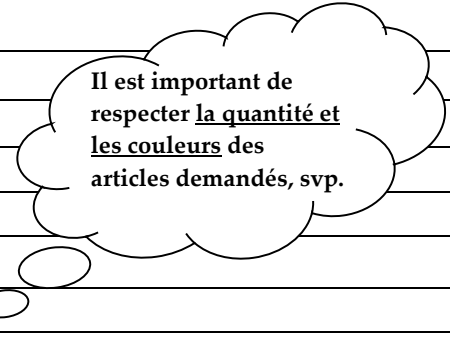 Il est important de
respecter la quantité et
les couleurs des
articles demandés, svp.